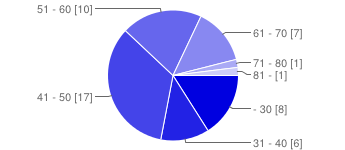 51 - 60 [10]
61 - 70 [7]
71 - 80 [1]
81 - [1]
41 - 50 [17]
- 30 [8]
31 - 40 [6]